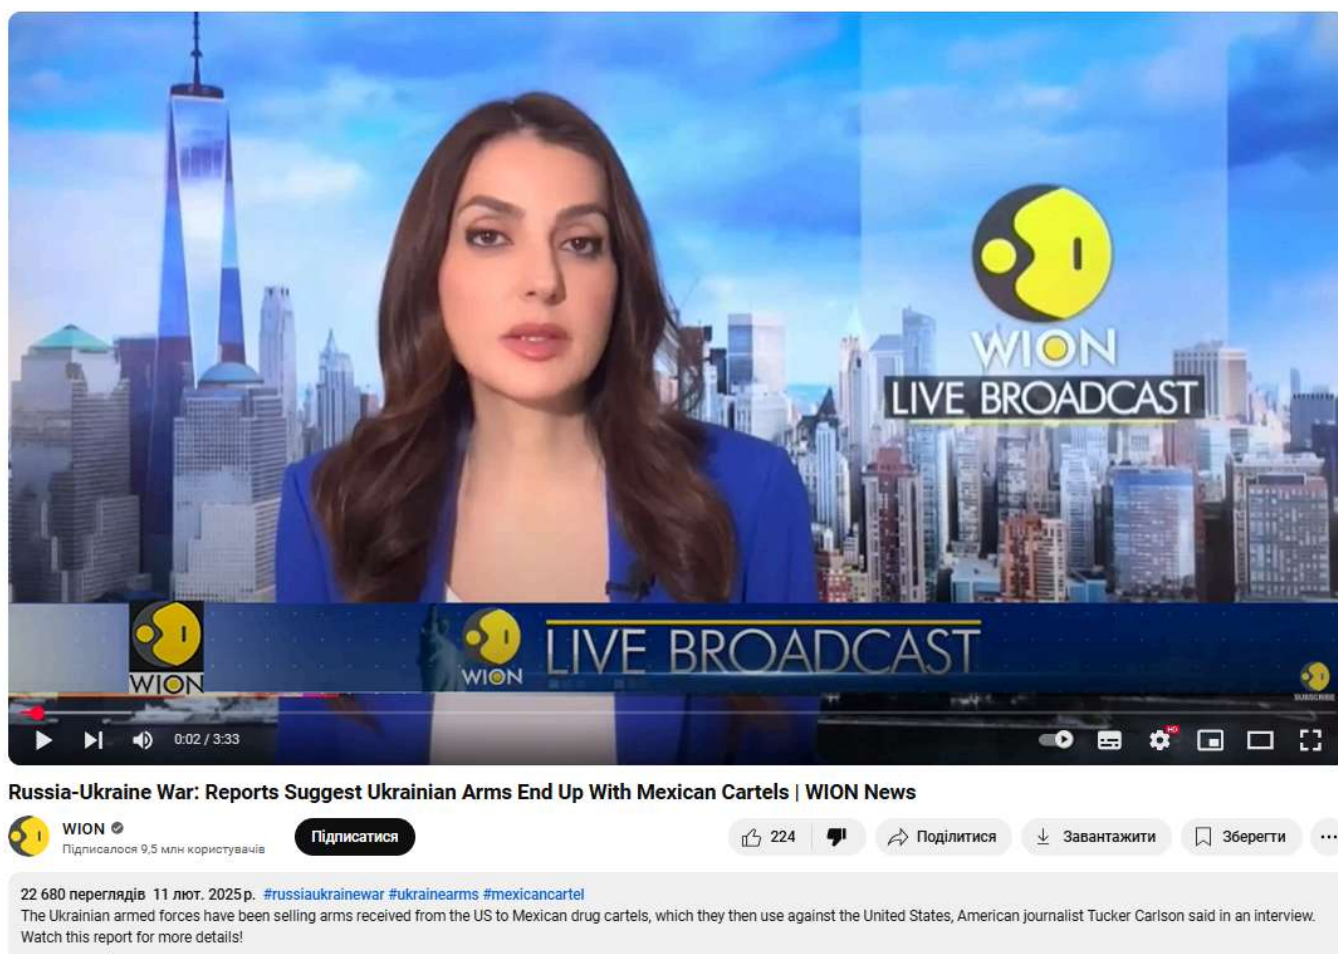 WION
LIVE BROADCAST
WION
WION
LIVE BROADCAST
SUBSCRIBE
0:02 / 3:33
HD
Russia-Ukraine War: Reports Suggest Ukrainian Arms End Up With Mexican Cartels | WION News
WION
Підписалося 9,5 млн користувачів
Підписатися
224
Поділитися
Завантажити
Зберегти
22 680 переглядів 11 лют. 2025 р. #russiaukrainewar #ukrainearms #mexicancartel
The Ukrainian armed forces have been selling arms received from the US to Mexican drug cartels, which they then use against the United States, American journalist Tucker Carlson said in an interview.
Watch this report for more details!